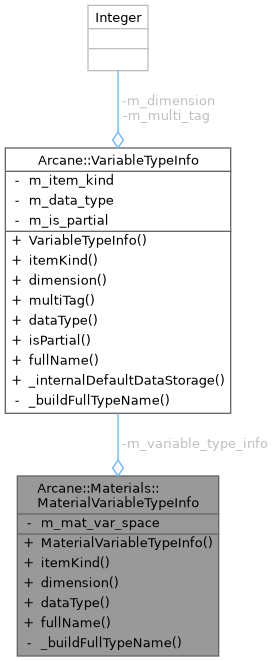 Integer
-m_dimension
-m_multi_tag
Arcane::VariableTypeInfo
- m_item_kind
- m_data_type
- m_is_partial
+ VariableTypeInfo()
+ itemKind()
+ dimension()
+ multiTag()
+ dataType()
+ isPartial()
+ fullName()
+ _internalDefaultDataStorage()
- _buildFullTypeName()
-m_variable_type_info
Arcane::Materials::
MaterialVariableTypeInfo
- m_mat_var_space
+ MaterialVariableTypeInfo()
+ itemKind()
+ dimension()
+ dataType()
+ fullName()
- _buildFullTypeName()